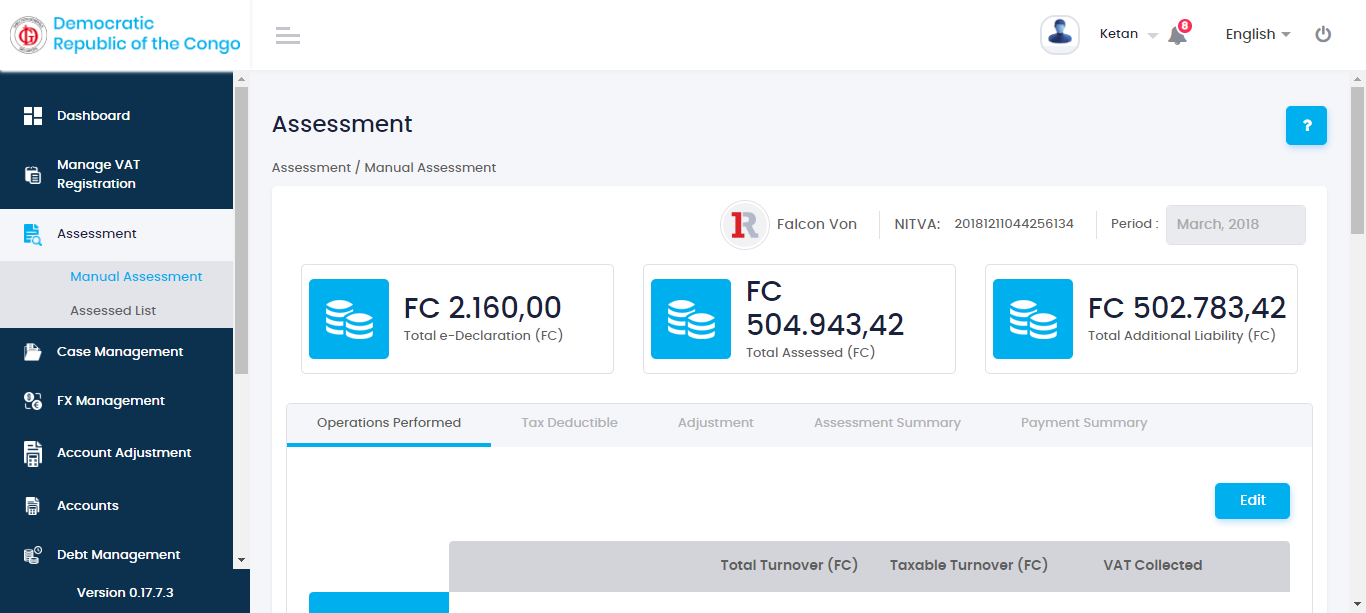 Democratic
Republic of the Congo
Ketan
8
English
Dashboard
Manage VAT
Registration
Assessment
Manual Assessment
Assessed List
Case Management
FX Management
Account Adjustment
Accounts
Debt Management
Version 0.17.7.3
Assessment
?
Assessment / Manual Assessment
1R
Falcon Von
NITVA:
20181211044256134
Period :
March, 2018
FC 2.160,00
Total e-Declaration (FC)
FC
504.943,42
Total Assessed (FC)
FC 502.783,42
Total Additional Liability (FC)
Operations Performed
Tax Deductible
Adjustment
Assessment Summary
Payment Summary
Edit
Total Turnover (FC)
Taxable Turnover (FC)
VAT Collected